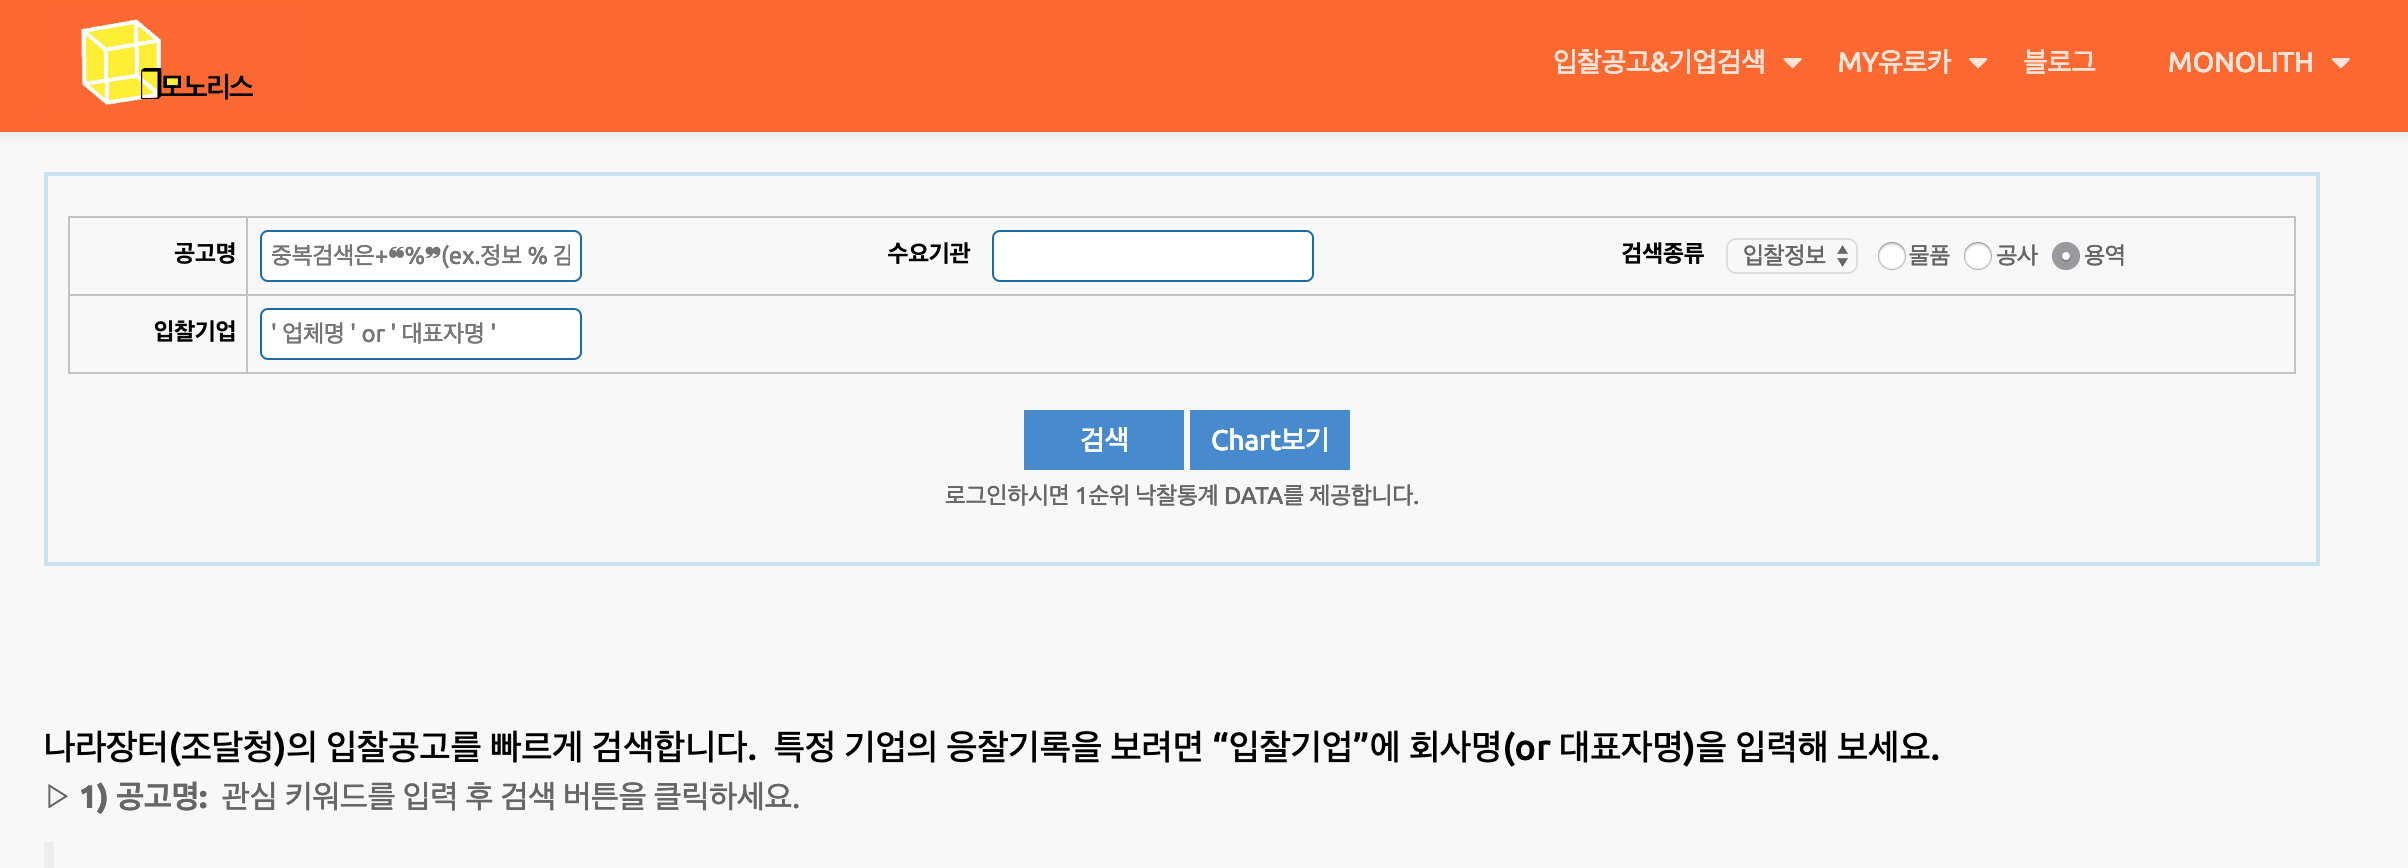 모노리스
입찰공고&기업검색 MY유로카 블로그 MONOLITH
공고명 중복검색은+❝%❞(ex.정보 % 김 수요기관 검색종류 입찰정보 물품 공사 용역
입찰기업 ' 업체명 ' or ' 대표자명 '
검색 Chart보기
로그인하시면 1순위 낙찰통계 DATA를 제공합니다.
나라장터(조달청)의 입찰공고를 빠르게 검색합니다. 특정 기업의 응찰기록을 보려면 “입찰기업”에 회사명(or 대표자명)을 입력해 보세요.
▷ 1) 공고명: 관심 키워드를 입력 후 검색 버튼을 클릭하세요.